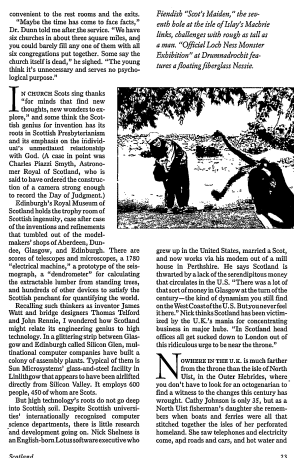 convenient to the rest rooms and the exits.
"Maybe the time has come to face facts,"
Dr. Dunn told me after the service. "We have
six churches in about three square miles, and
you could barely fill any one of them with all
six congregations put together. Some say the
church itself is dead," he sighed. "The young
think it's unnecessary and serves no psycho-
logical purpose."
IN CHURCH Scots sing thanks
"for minds that find new
thoughts, new wonders to ex-
plore," and some think the Scot-
tish genius for invention has its
roots in Scottish Presbyterianism
and its emphasis on the individ-
ual's unmediated relationship
with God. (A case in point was
Charles Piazzi Smyth, Astrono-
mer Royal of Scotland, who is
said to have ordered the construc-
tion of a camera strong enough
to record the Day of Judgment.)
Edinburgh's Royal Museum of
Scotland holds the trophy room of
Scottish ingenuity, case after case
of the inventions and refinements
that tumbled out of the model-
makers' shops of Aberdeen, Dun-
dee, Glasgow, and Edinburgh. There are
scores of telescopes and microscopes, a 1780
"electrical machine," a prototype of the seis-
mograph, a "dendrometer" for calculating
the extractable lumber from standing trees,
and hundreds of other devices to satisfy the
Scottish penchant for quantifying the world.
Recalling such thinkers as inventor James
Watt and bridge designers Thomas Telford
and John Rennie, I wondered how Scotland
might relate its engineering genius to high
technology. In a glittering strip between Glas-
gow and Edinburgh called Silicon Glen, mul-
tinational computer companies have built a
colony of assembly plants. Typical of them is
Sun Microsystems' glass-and-steel facility in
Linlithgow that appears to have been airlifted
directly from Silicon Valley. It employs 600
people, 450 of whom are Scots.
But high technology's roots do not go deep
into Scottish soil. Despite Scottish universi-
ties' internationally recognized computer
science departments, there is little research
and development going on. Nick Shelness is
an English-born Lotus software executive who
Scotland
Fiendish "Scot's Maiden," the sev-
enth hole at the isle of Islay's Machrie
links, challenges with rough as tall as
a man. "Official Loch Ness Monster
Exhibition" at Drumnadrochit fea-
tures a floating fiberglass Nessie.
grew up in the United States, married a Scot,
and now works via his modem out of a mill
house in Perthshire. He says Scotland is
thwarted by a lack of the serendipitous money
that circulates in the U.S. "There was a lot of
that sort of money in Glasgow at the turn of the
century—the kind of dynamism you still find
on the West Coast of the U.S. But you never feel
it here." Nick thinks Scotland has been victim-
ized by the U.K.'s mania for concentrating
business in major hubs. "In Scotland head
offices all get sucked down to London out of
this ridiculous urge to be near the throne."
NOWHERE IN THE U.K. is much farther
from the throne than the isle of North
Uist, in the Outer Hebrides, where
you don't have to look for an octogenarian to
find a witness to the changes this century has
wrought. Cathy Johnson is only 35, but as a
North Uist fisherman's daughter she remem-
bers when boats and ferries were all that
stitched together the isles of her perforated
homeland. She saw telephones and electricity
come, and roads and cars, and hot water and
23